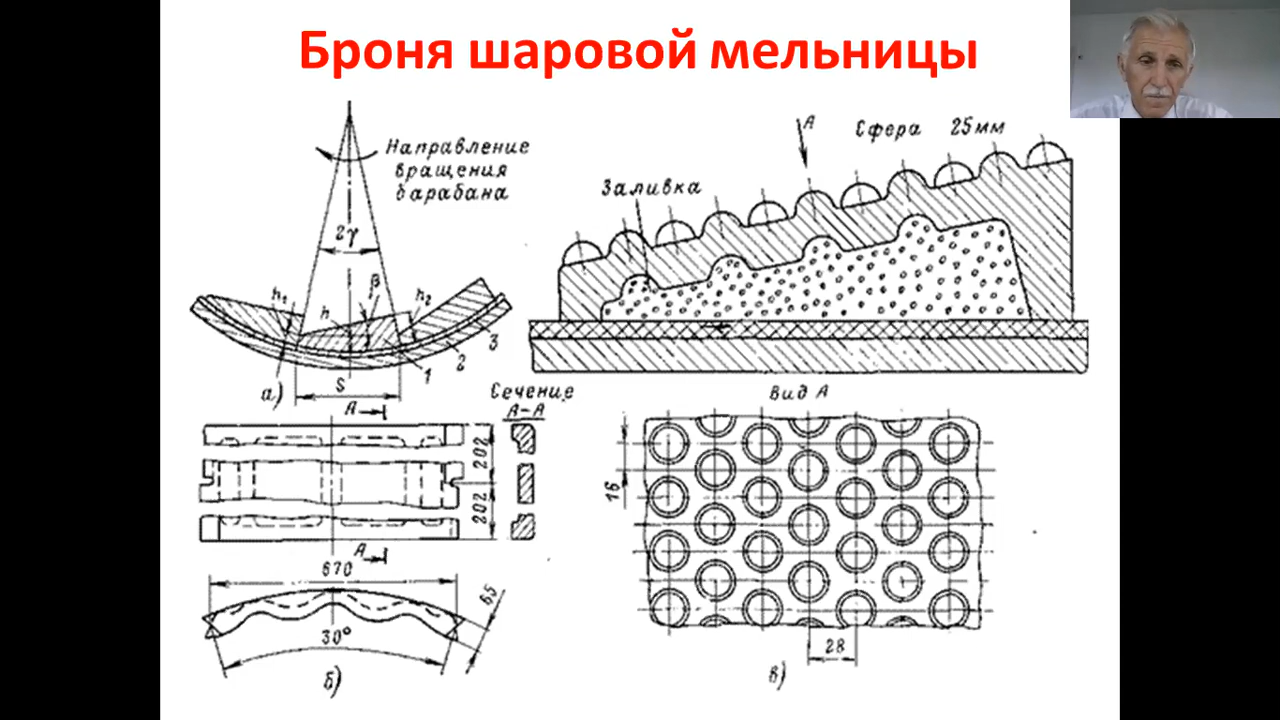 Броня шаровой мельницы
Направление
вращения
барабана
2γ
β
h₁
h
h₂
3
2
1
а)
S
А
Сечение
А-А
202
202
А
670
65
30°
б)
А
Сфера 25мм
Заливка
Вид А
16
28
в)